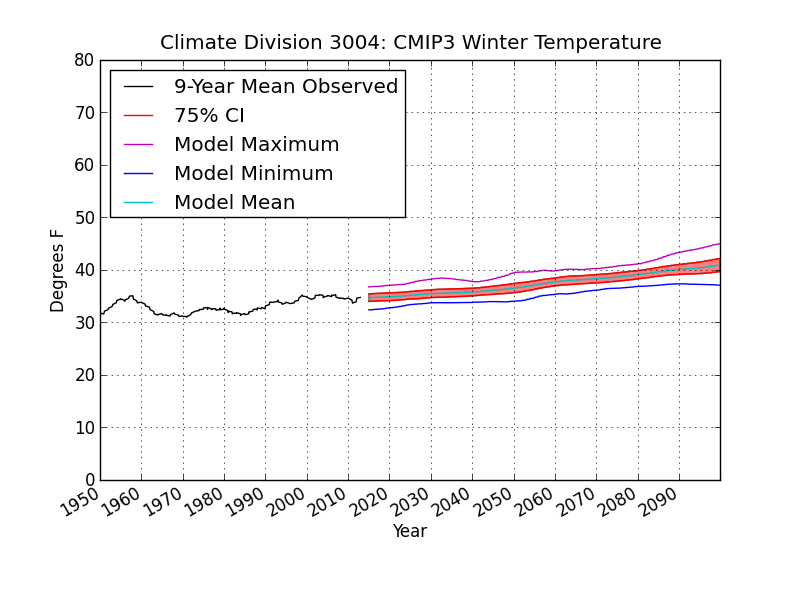 Climate Division 3004: CMIP3 Winter Temperature
80
70
60
50
40
30
20
10
0
Degrees F
9-Year Mean Observed
75% CI
Model Maximum
Model Minimum
Model Mean
1950 1960 1970 1980 1990 2000 2010 2020 2030 2040 2050 2060 2070 2080 2090
Year